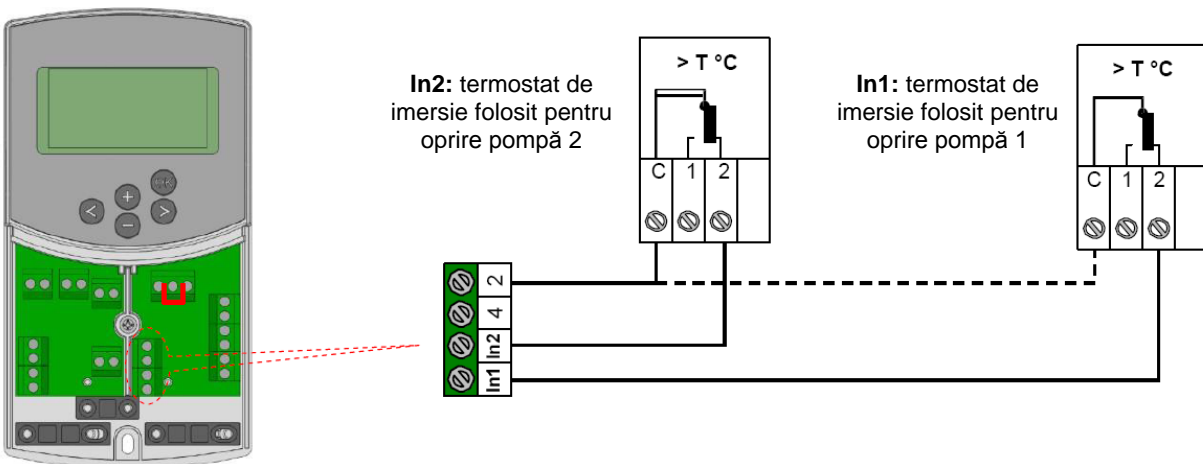 In2: termostat de
imersie folosit pentru
oprire pompă 2
> T °C
C 1 2
In1: termostat de
imersie folosit pentru
oprire pompă 1
> T °C
C 1 2
OK
< + >
−
2
4
In2
In1